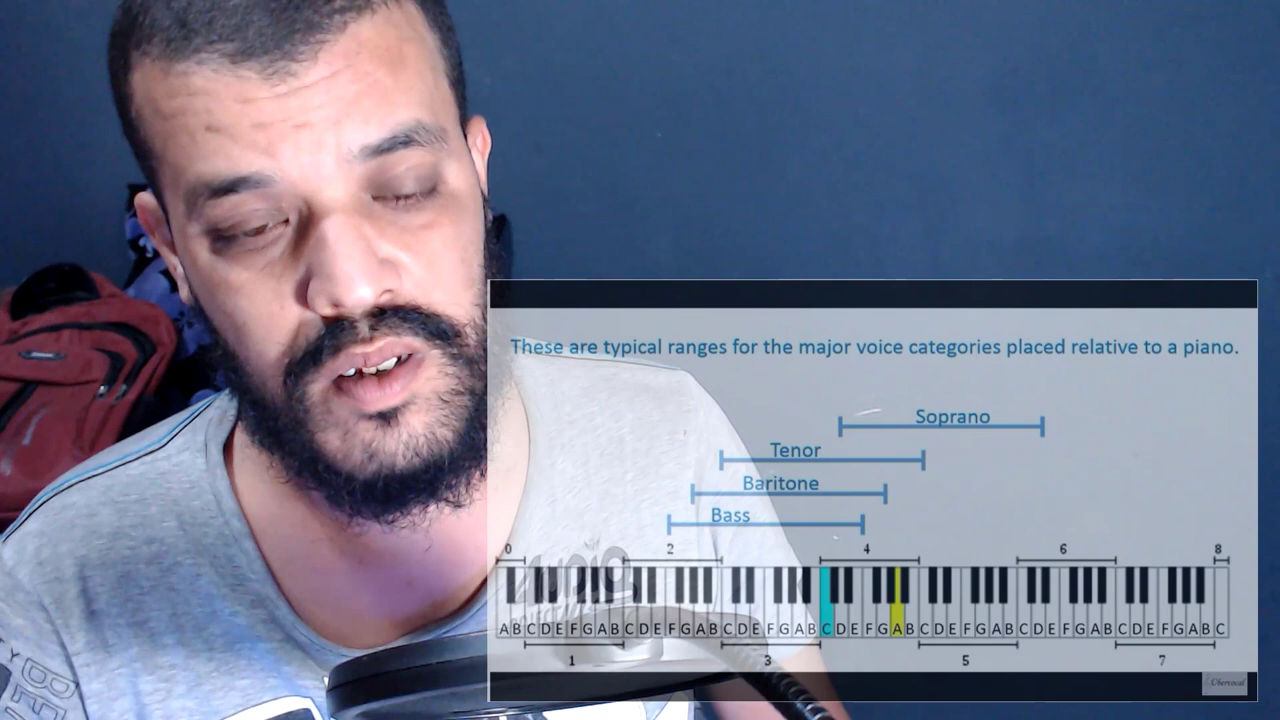 These are typical ranges for the major voice categories placed relative to a piano.
Soprano
Tenor
Baritone
Bass
0 2 4 6 8
A B C D E F G A B C D E F G A B C D E F G A B C D E F G A B C D E F G A B C D E F G A B C D E F G A B C
1 3 5 7
Übervocal